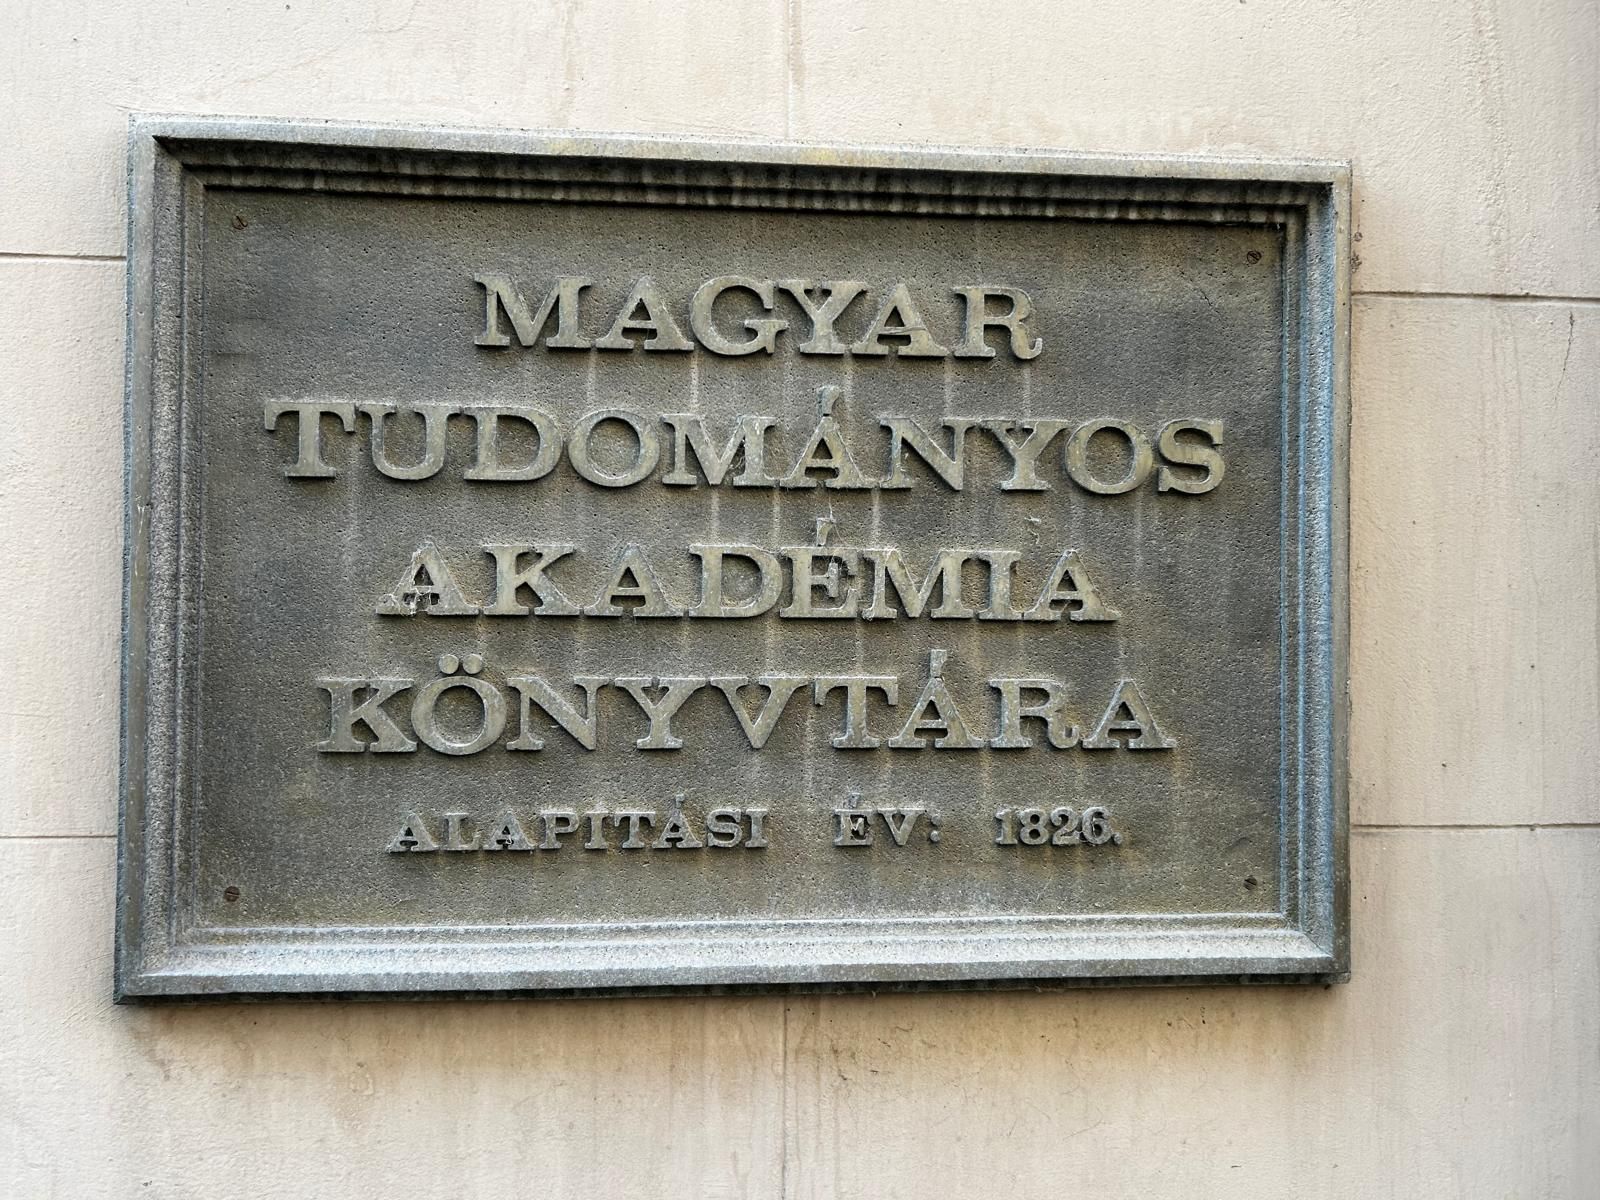 MAGYAR
TUDOMÁNYOS
AKADÉMIA
KÖNYVTÁRA
ALAPITÁSI ÉV: 1826.